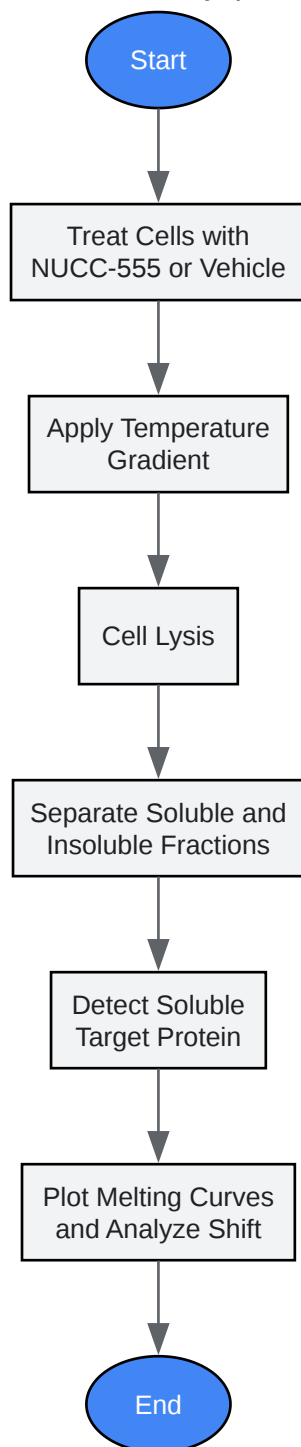 Start
Treat Cells with
NUCC-555 or Vehicle
Apply Temperature
Gradient
Cell Lysis
Separate Soluble and
Insoluble Fractions
Detect Soluble
Target Protein
Plot Melting Curves
and Analyze Shift
End